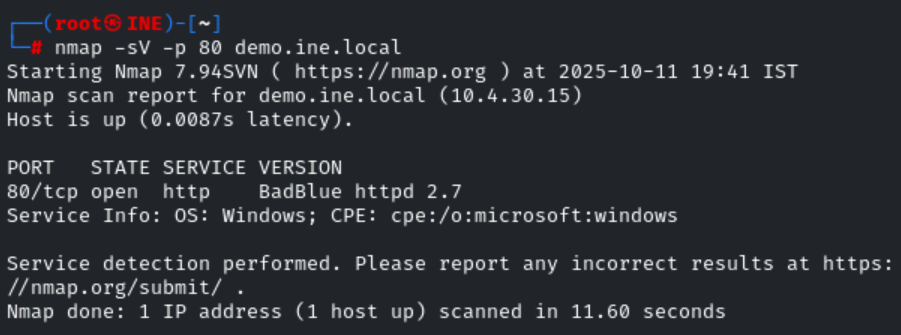 ┌──(root㉿INE)-[~]
└─# nmap -sV -p 80 demo.ine.local
Starting Nmap 7.94SVN ( https://nmap.org ) at 2025-10-11 19:41 IST
Nmap scan report for demo.ine.local (10.4.30.15)
Host is up (0.0087s latency).

PORT   STATE SERVICE VERSION
80/tcp open  http    BadBlue httpd 2.7
Service Info: OS: Windows; CPE: cpe:/o:microsoft:windows

Service detection performed. Please report any incorrect results at https:
//nmap.org/submit/ .
Nmap done: 1 IP address (1 host up) scanned in 11.60 seconds